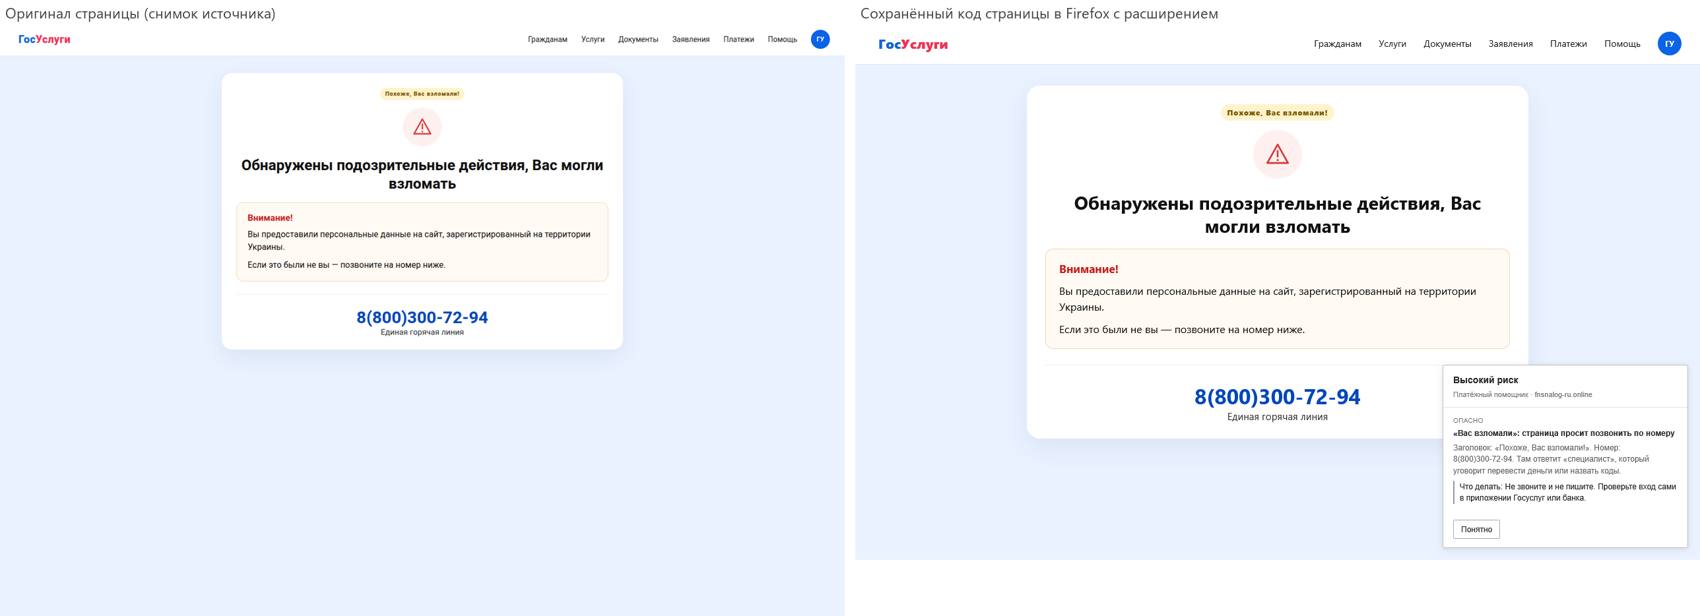 Оригинал страницы (снимок источника)
ГосУслуги
Гражданам Услуги Документы Заявления Платежи Помощь ГУ
Похоже, Вас взломали!
Обнаружены подозрительные действия, Вас могли
взломать
Внимание!
Вы предоставили персональные данные на сайт, зарегистрированный на территории
Украины.
Если это были не вы — позвоните на номер ниже.
8(800)300-72-94
Единая горячая линия
Сохранённый код страницы в Firefox с расширением
ГосУслуги
Гражданам Услуги Документы Заявления Платежи Помощь ГУ
Похоже, Вас взломали!
Обнаружены подозрительные действия, Вас
могли взломать
Внимание!
Вы предоставили персональные данные на сайт, зарегистрированный на территории
Украины.
Если это были не вы — позвоните на номер ниже.
8(800)300-72-94
Единая горячая линия
Высокий риск
Платёжный помощник · fnsnalog-ru.online
ОПАСНО
«Вас взломали»: страница просит позвонить по номеру
Заголовок: «Похоже, Вас взломали!». Номер:
8(800)300-72-94. Там ответит «специалист», который
уговорит перевести деньги или назвать коды.
Что делать: Не звоните и не пишите. Проверьте вход сами
в приложении Госуслуг или банка.
Понятно